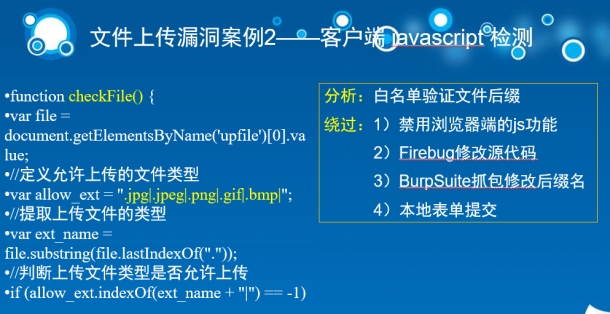 文件上传漏洞案例2——客户端 javascript 检测
•function checkFile() {
•var file =
document.getElementsByName('upfile')[0].va
lue;
•//定义允许上传的文件类型
•var allow_ext = ".jpg|.jpeg|.png|.gif|.bmp|";
•//提取上传文件的类型
•var ext_name =
file.substring(file.lastIndexOf("."));
•//判断上传文件类型是否允许上传
•if (allow_ext.indexOf(ext_name + "|") == -1)
分析：白名单验证文件后缀
绕过：1）禁用浏览器端的js功能
2）Firebug修改源代码
3）BurpSuite抓包修改后缀名
4）本地表单提交